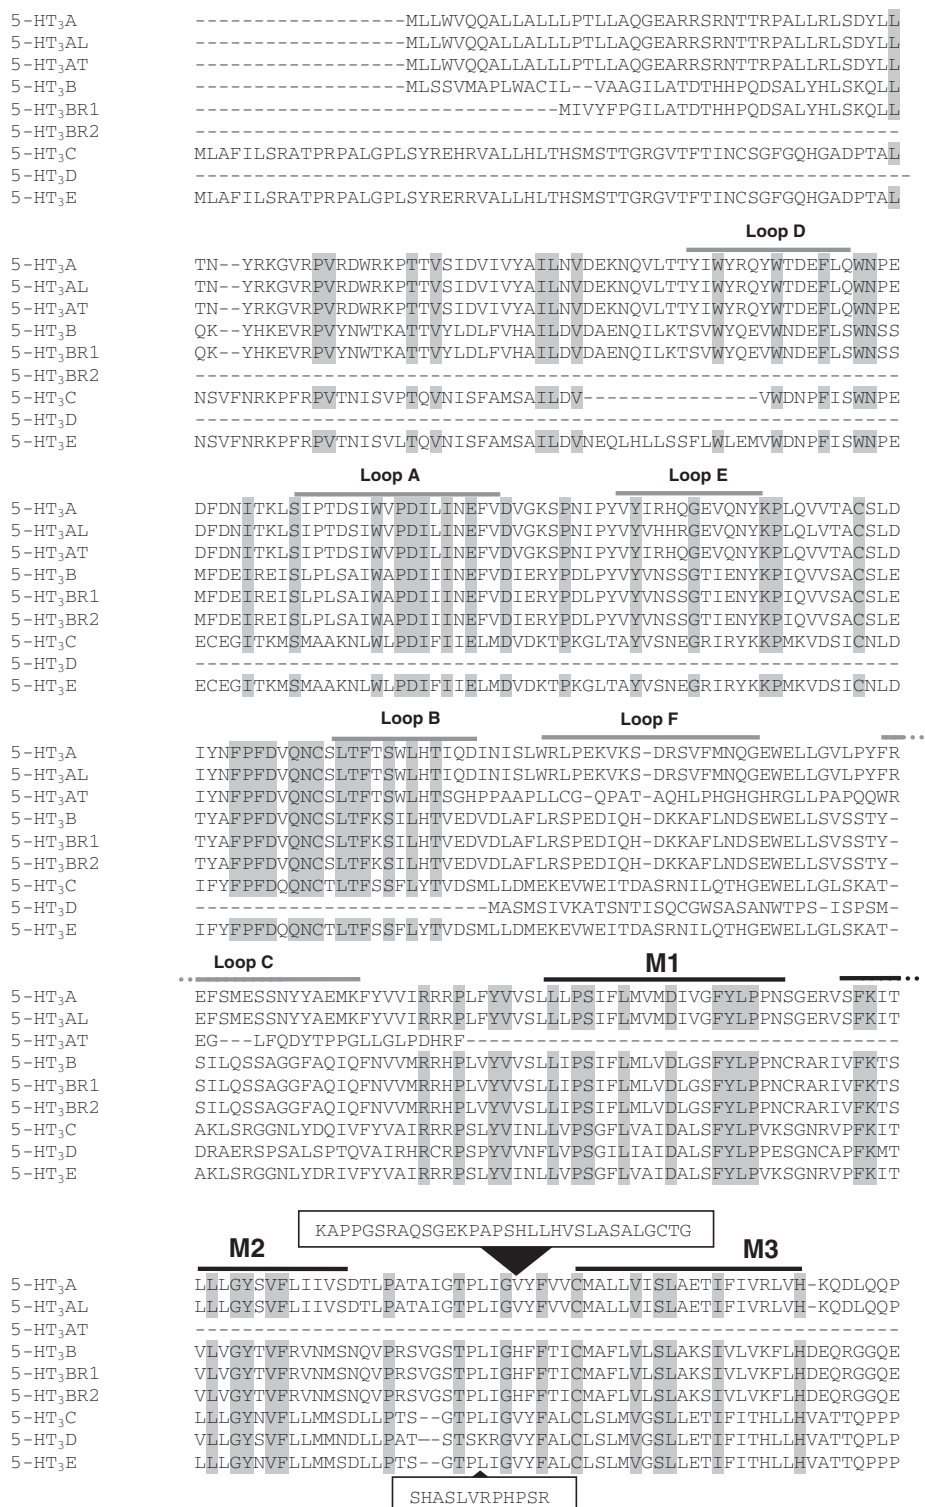 5-HT₃A ------------------MLLWVQQALLALLLPTLLAQGEARRSRNTTRPALLRLSDYLL
5-HT₃AL ------------------MLLWVQQALLALLLPTLLAQGEARRSRNTTRPALLRLSDYLL
5-HT₃AT ------------------MLLWVQQALLALLLPTLLAQGEARRSRNTTRPALLRLSDYLL
5-HT₃B ------------------MLSSVMAPLWACIL--VAAGILATDTHHPQDSALYHLSKQLL
5-HT₃BR1 -------------------------------MIVYFPGILATDTHHPQDSALYHLSKQLL
5-HT₃BR2 ------------------------------------------------------------
5-HT₃C MLAFILSRATPRPALGPLSYREHRVALLHLTHSMSTTGRGVTFTINCSGFGQHGADPTAL
5-HT₃D -------------------------------------------------------------
5-HT₃E MLAFILSRATPRPALGPLSYRERRVALLHLTHSMSTTGRGVTFTINCSGFGQHGADPTAL
Loop D
5-HT₃A TN--YRKGVRPVRDWRKPTTVSIDVIVYAILNVDEKNQVLTTYIWYRQYWTDEFLQWNPE
5-HT₃AL TN--YRKGVRPVRDWRKPTTVSIDVIVYAILNVDEKNQVLTTYIWYRQYWTDEFLQWNPE
5-HT₃AT TN--YRKGVRPVRDWRKPTTVSIDVIVYAILNVDEKNQVLTTYIWYRQYWTDEFLQWNPE
5-HT₃B QK--YHKEVRPVYNWTKATTVYLDLFVHAILDVDAENQILKTSVWYQEVWNDEFLSWNSS
5-HT₃BR1 QK--YHKEVRPVYNWTKATTVYLDLFVHAILDVDAENQILKTSVWYQEVWNDEFLSWNSS
5-HT₃BR2 ------------------------------------------------------------
5-HT₃C NSVFNRKPFRPVTNISVPTQVNISFAMSAILDV---------------VWDNPFISWNPE
5-HT₃D ------------------------------------------------------------
5-HT₃E NSVFNRKPFRPVTNISVLTQVNISFAMSAILDVNEQLHLLSSFLWLEMVWDNPFISWNPE
Loop A Loop E
5-HT₃A DFDNITKLSIPTDSIWVPDILINEFVDVGKSPNIPYVYIRHQGEVQNYKPLQVVTACSLD
5-HT₃AL DFDNITKLSIPTDSIWVPDILINEFVDVGKSPNIPYVYVHHRGEVQNYKPLQLVTACSLD
5-HT₃AT DFDNITKLSIPTDSIWVPDILINEFVDVGKSPNIPYVYIRHQGEVQNYKPLQVVTACSLD
5-HT₃B MFDEIREISLPLSAIWAPDIIINEFVDIERYPDLPYVYVNSSGTIENYKPIQVVSACSLE
5-HT₃BR1 MFDEIREISLPLSAIWAPDIIINEFVDIERYPDLPYVYVNSSGTIENYKPIQVVSACSLE
5-HT₃BR2 MFDEIREISLPLSAIWAPDIIINEFVDIERYPDLPYVYVNSSGTIENYKPIQVVSACSLE
5-HT₃C ECEGITKMSMAAKNLWLPDIFIIELMDVDKTPKGLTAYVSNEGRIRYKKPMKVDSICNLD
5-HT₃D ------------------------------------------------------------
5-HT₃E ECEGITKMSMAAKNLWLPDIFIIELMDVDKTPKGLTAYVSNEGRIRYKKPMKVDSICNLD
Loop B Loop F
5-HT₃A IYNFPFDVQNCSLTFTSWLHTIQDINISLWRLPEKVKS-DRSVFMNQGEWELLGVLPYFR
5-HT₃AL IYNFPFDVQNCSLTFTSWLHTIQDINISLWRLPEKVKS-DRSVFMNQGEWELLGVLPYFR
5-HT₃AT IYNFPFDVQNCSLTFTSWLHTSGHPPAAPLLCG-QPAT-AQHLPHGHGHRGLLPAPQQWR
5-HT₃B TYAFPFDVQNCSLTFKSILHTVEDVDLAFLRSPEDIQH-DKKAFLNDSEWELLSVSSTY-
5-HT₃BR1 TYAFPFDVQNCSLTFKSILHTVEDVDLAFLRSPEDIQH-DKKAFLNDSEWELLSVSSTY-
5-HT₃BR2 TYAFPFDVQNCSLTFKSILHTVEDVDLAFLRSPEDIQH-DKKAFLNDSEWELLSVSSTY-
5-HT₃C IFYFPFDQQNCTLTFSSFLYTVDSMLLDMEKEVWEITDASRNILQTHGEWELLGLSKAT-
5-HT₃D -------------------------MASMSIVKATSNTISQCGWSASANWTPS-ISPSM-
5-HT₃E IFYFPFDQQNCTLTFSSFLYTVDSMLLDMEKEVWEITDASRNILQTHGEWELLGLSKAT-
Loop C M1
5-HT₃A EFSMESSNYYAEMKFYVVIRRRPLFYVVSLLLPSIFLMVMDIVGFYLPPNSGERVSFKIT
5-HT₃AL EFSMESSNYYAEMKFYVVIRRRPLFYVVSLLLPSIFLMVMDIVGFYLPPNSGERVSFKIT
5-HT₃AT EG---LFQDYTPPGLLGLPDHRF-------------------------------------
5-HT₃B SILQSSAGGFAQIQFNVVMRRHPLVYVVSLLIPSIFLMLVDLGSFYLPPNCRARIVFKTS
5-HT₃BR1 SILQSSAGGFAQIQFNVVMRRHPLVYVVSLLIPSIFLMLVDLGSFYLPPNCRARIVFKTS
5-HT₃BR2 SILQSSAGGFAQIQFNVVMRRHPLVYVVSLLIPSIFLMLVDLGSFYLPPNCRARIVFKTS
5-HT₃C AKLSRGGNLYDQIVFYVAIRRRPSLYVINLLVPSGFLVAIDALSFYLPVKSGNRVPFKIT
5-HT₃D DRAERSPSALSPTQVAIRHRCRPSPYVVNFLVPSGILIAIDALSFYLPPESGNCAPFKMT
5-HT₃E AKLSRGGNLYDRIVFYVAIRRRPSLYVINLLVPSGFLVAIDALSFYLPVKSGNRVPFKIT
KAPPGSRAQSGEKPAPSHLLHVSLASALGCTG
M2 M3
5-HT₃A LLLGYSVFLIIVSDTLPATAIGTPLIGVYFVVCMALLVISLAETIFIVRLVH-KQDLQQP
5-HT₃AL LLLGYSVFLIIVSDTLPATAIGTPLIGVYFVVCMALLVISLAETIFIVRLVH-KQDLQQP
5-HT₃AT ------------------------------------------------------------
5-HT₃B VLVGYTVFRVNMSNQVPRSVGSTPLIGHFFTICMAFLVLSLAKSIVLVKFLHDEQRGGQE
5-HT₃BR1 VLVGYTVFRVNMSNQVPRSVGSTPLIGHFFTICMAFLVLSLAKSIVLVKFLHDEQRGGQE
5-HT₃BR2 VLVGYTVFRVNMSNQVPRSVGSTPLIGHFFTICMAFLVLSLAKSIVLVKFLHDEQRGGQE
5-HT₃C LLLGYNVFLLMMSDLLPTS--GTPLIGVYFALCLSLMVGSLLETIFITHLLHVATTQPPP
5-HT₃D VLLGYSVFLLMMNDLLPAT--STSKRGVYFALCLSLMVGSLLETIFITHLLHVATTQPLP
5-HT₃E LLLGYNVFLLMMSDLLPTS--GTPLIGVYFALCLSLMVGSLLETIFITHLLHVATTQPPP
SHASLVRPHPSR